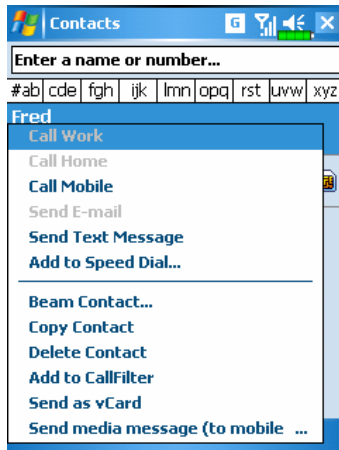 Contacts
G
Enter a name or number...
#ab cde fgh ijk lmn opq rst uvw xyz
Fred
Call Work
Call Home
Call Mobile
Send E-mail
Send Text Message
Add to Speed Dial...
Beam Contact...
Copy Contact
Delete Contact
Add to CallFilter
Send as vCard
Send media message (to mobile ...